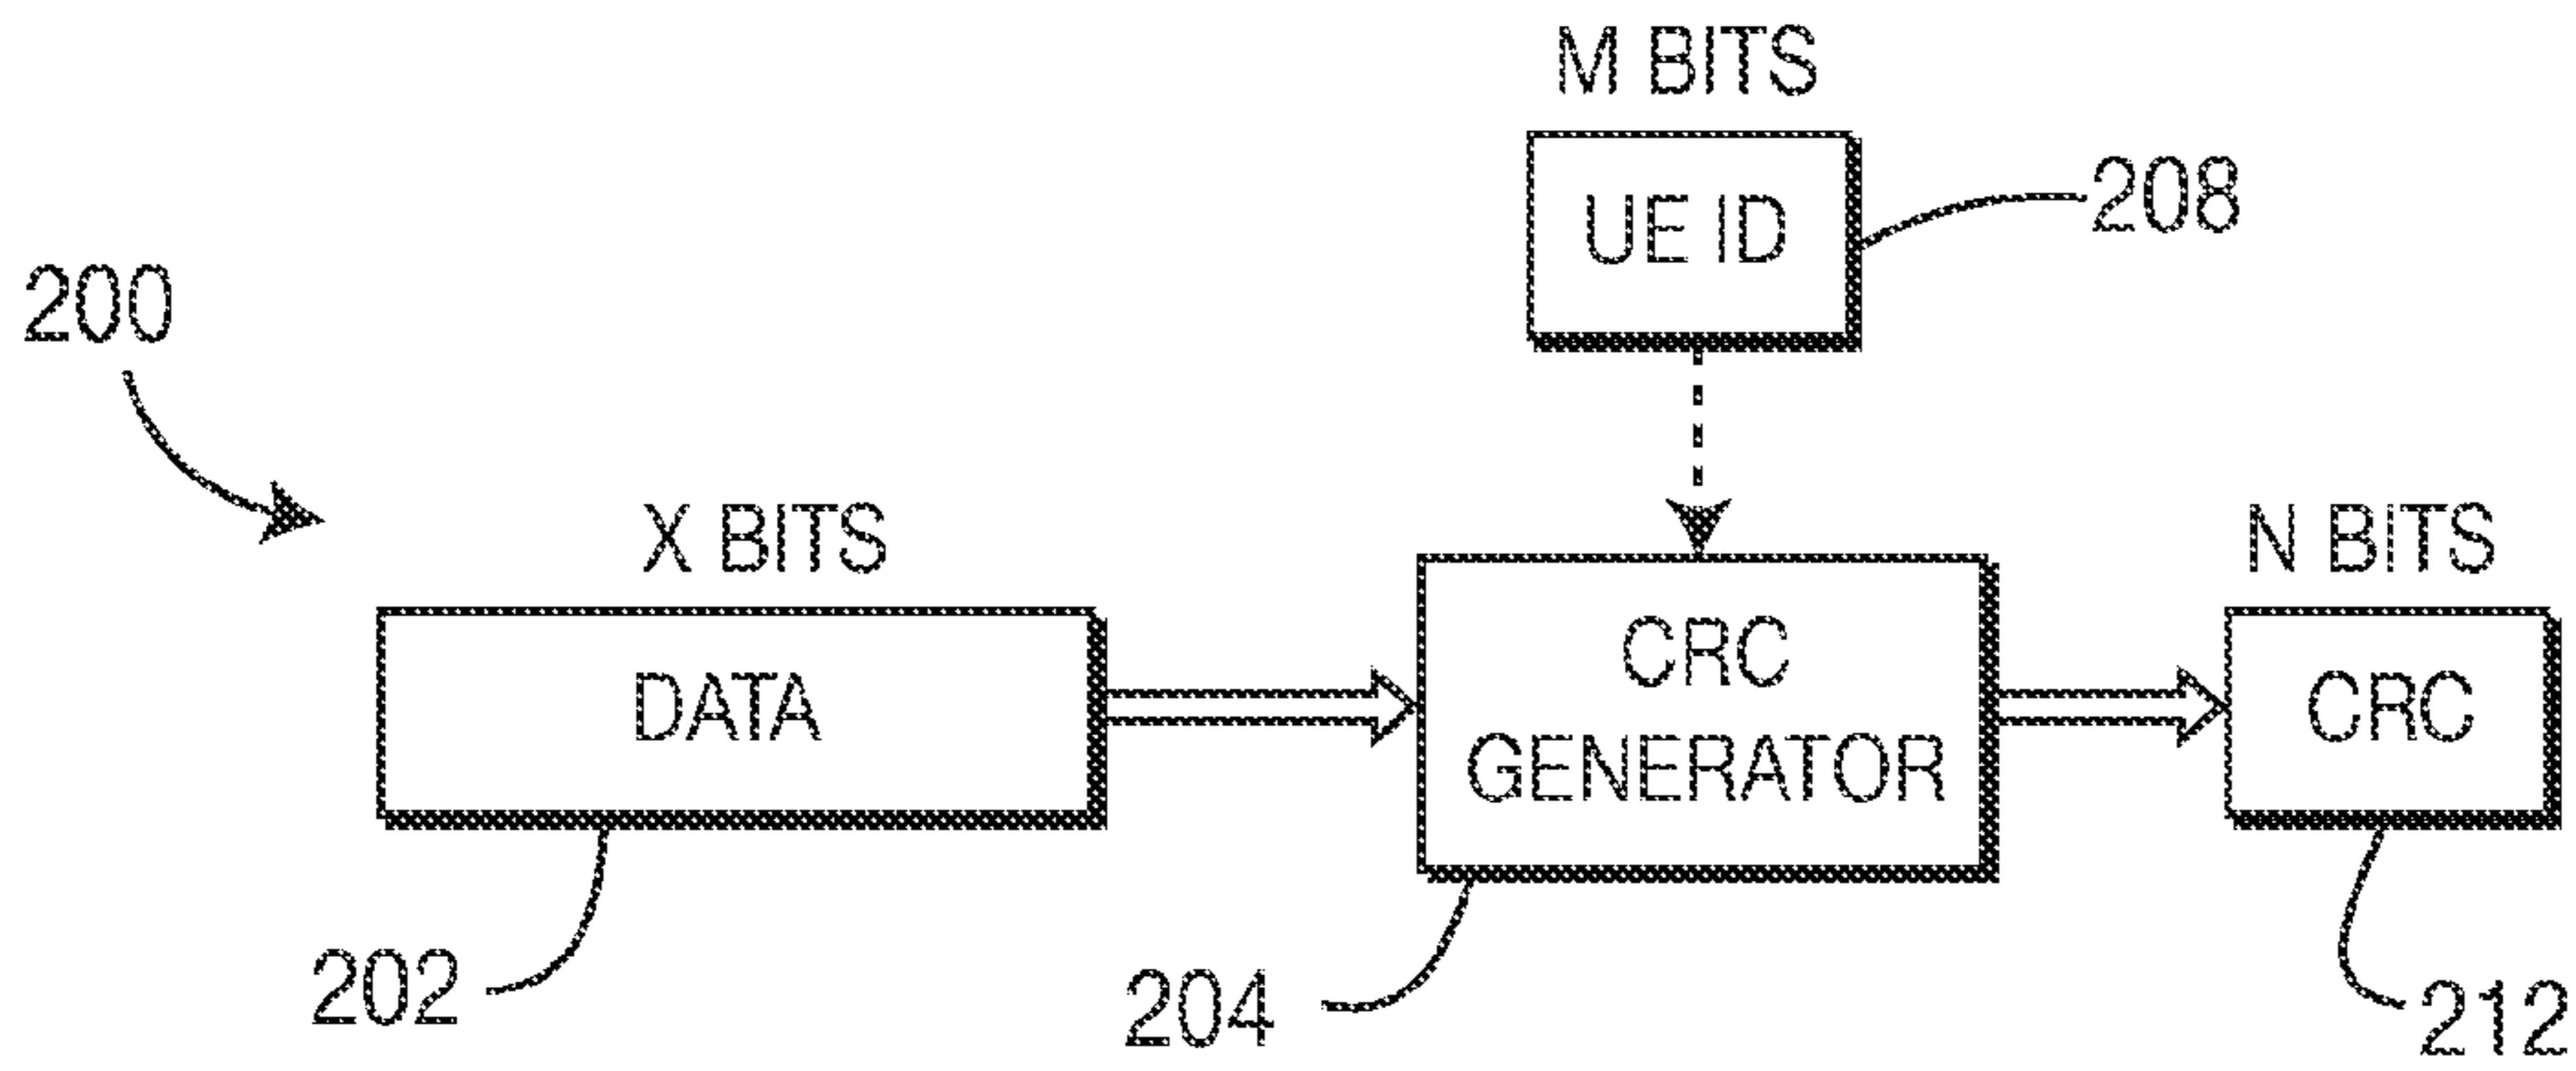 M BITS
UE ID
208
200
X BITS
N BITS
DATA
CRC
GENERATOR
CRC
202
204
212